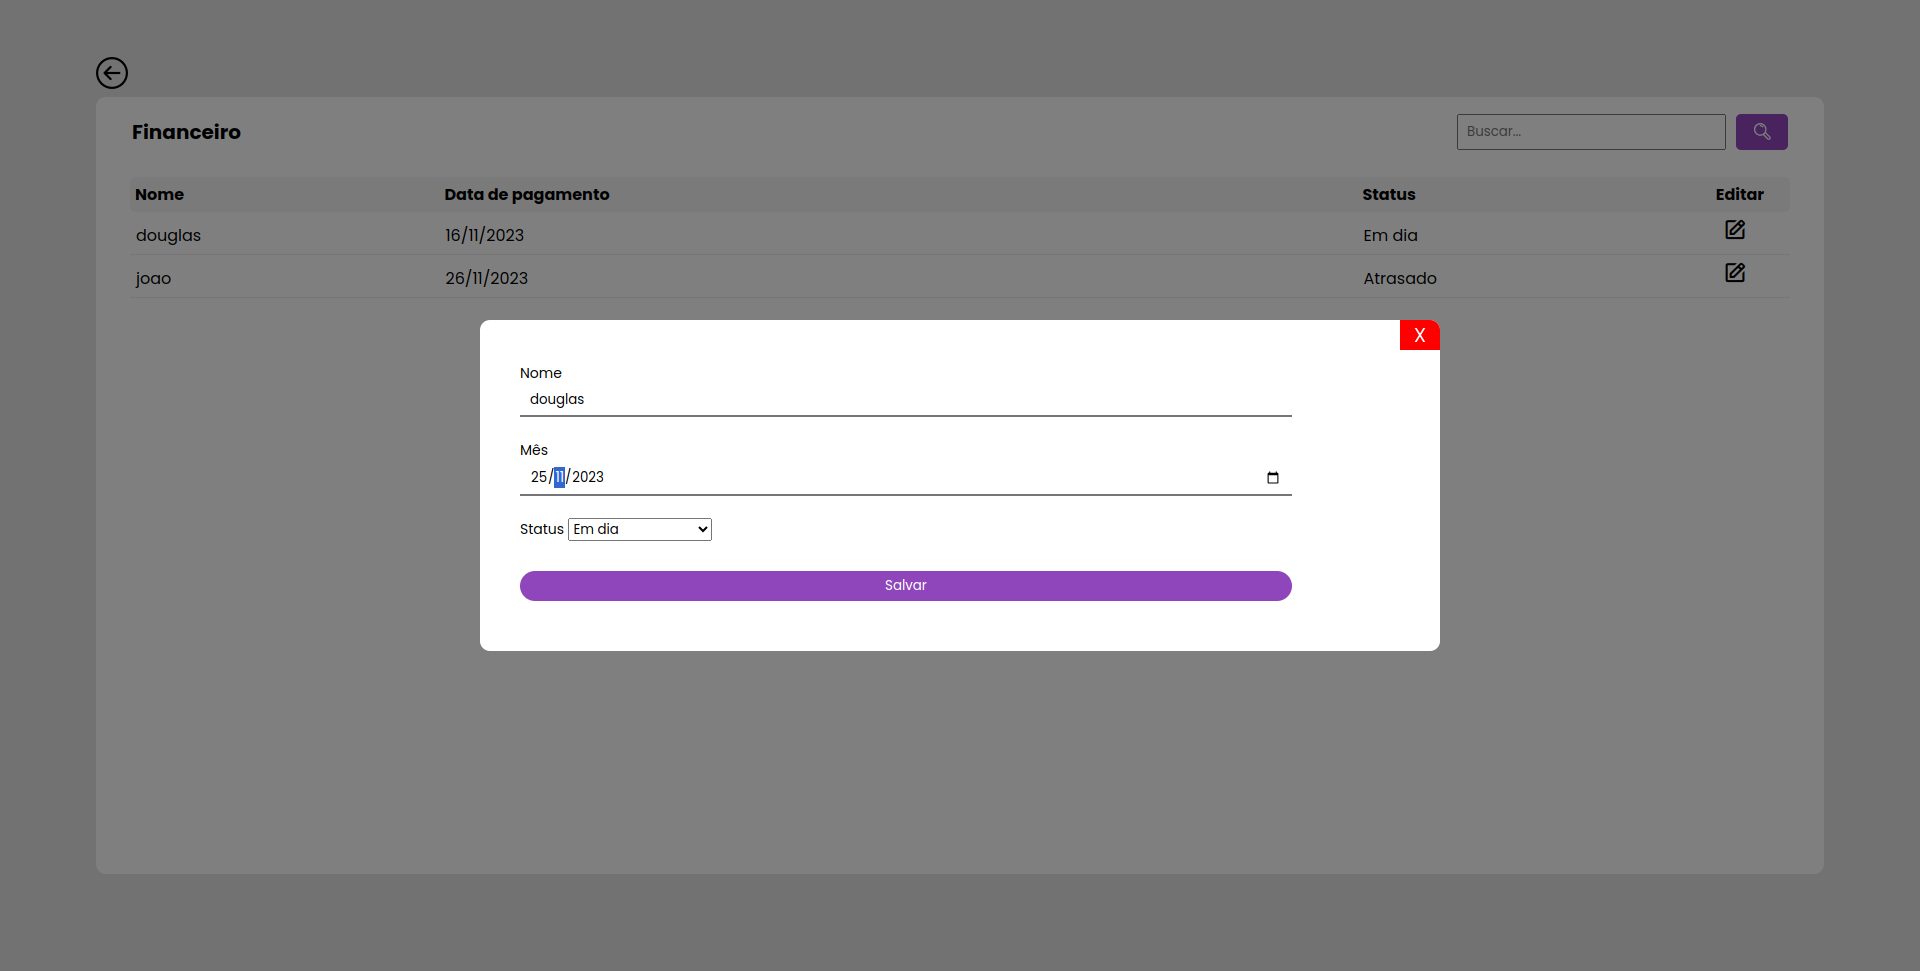 Financeiro
Buscar...
Nome Data de pagamento Status Editar
douglas 16/11/2023 Em dia
joao 26/11/2023 Atrasado
X
Nome
douglas
Mês
25/11/2023
Status Em dia
Salvar